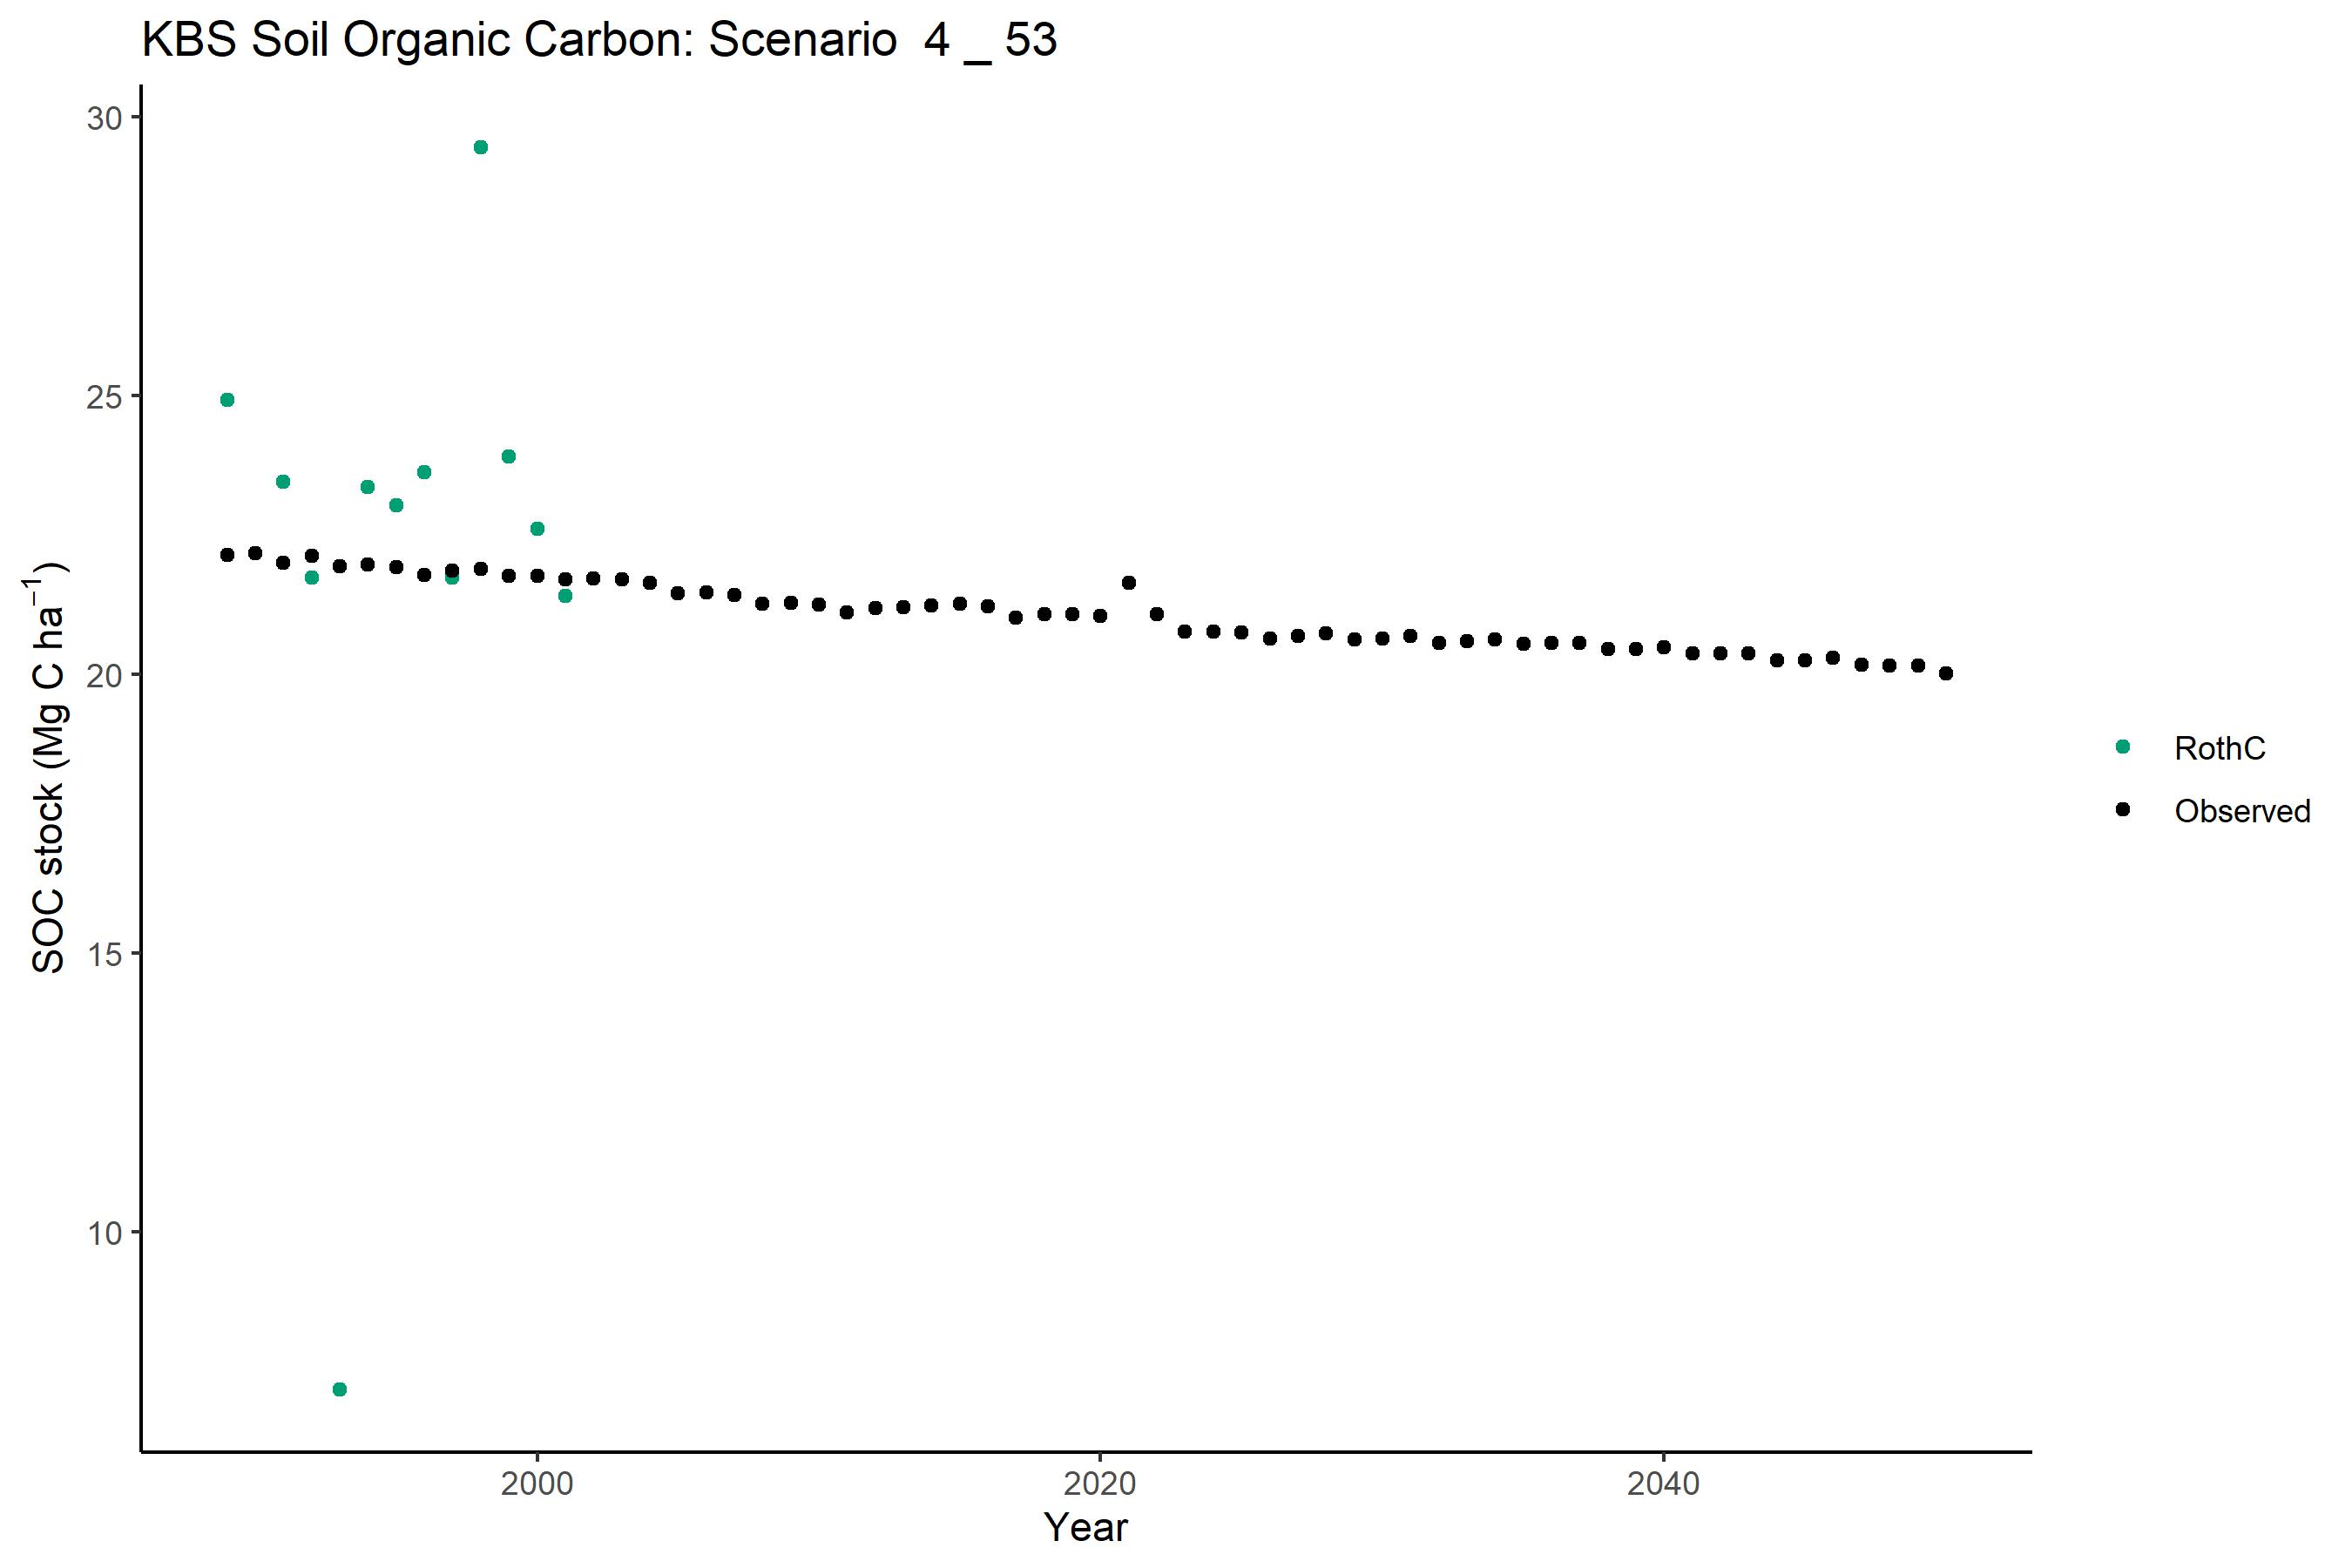 KBS Soil Organic Carbon: Scenario  4 _ 53
SOC stock (Mg C ha⁻¹)
30
25
20
15
10
2000
2020
2040
Year
RothC
Observed